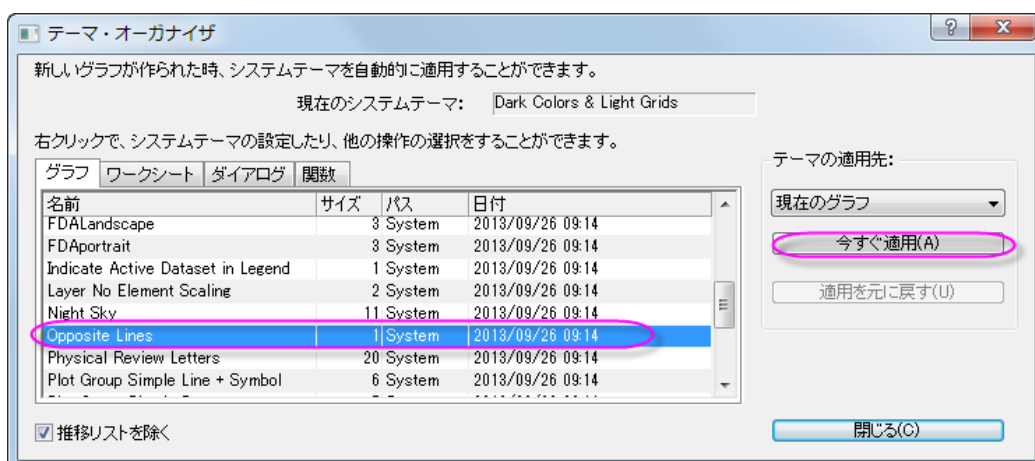 テーマ・オーガナイザ
新しいグラフが作られた時、システムテーマを自動的に適用することができます。
現在のシステムテーマ: Dark Colors & Light Grids
右クリックで、システムテーマの設定したり、他の操作の選択をすることができます。
グラフ ワークシート ダイアログ 関数
名前 サイズ パス 日付
FDALandscape 3 System 2013/09/26 09:14
FDAportrait 3 System 2013/09/26 09:14
Indicate Active Dataset in Legend 1 System 2013/09/26 09:14
Layer No Element Scaling 2 System 2013/09/26 09:14
Night Sky 11 System 2013/09/26 09:14
Opposite Lines 1 System 2013/09/26 09:14
Physical Review Letters 20 System 2013/09/26 09:14
Plot Group Simple Line + Symbol 6 System 2013/09/26 09:14
テーマの適用先:
現在のグラフ
今すぐ適用(A)
適用を元に戻す(U)
推移リストを除く
閉じる(C)